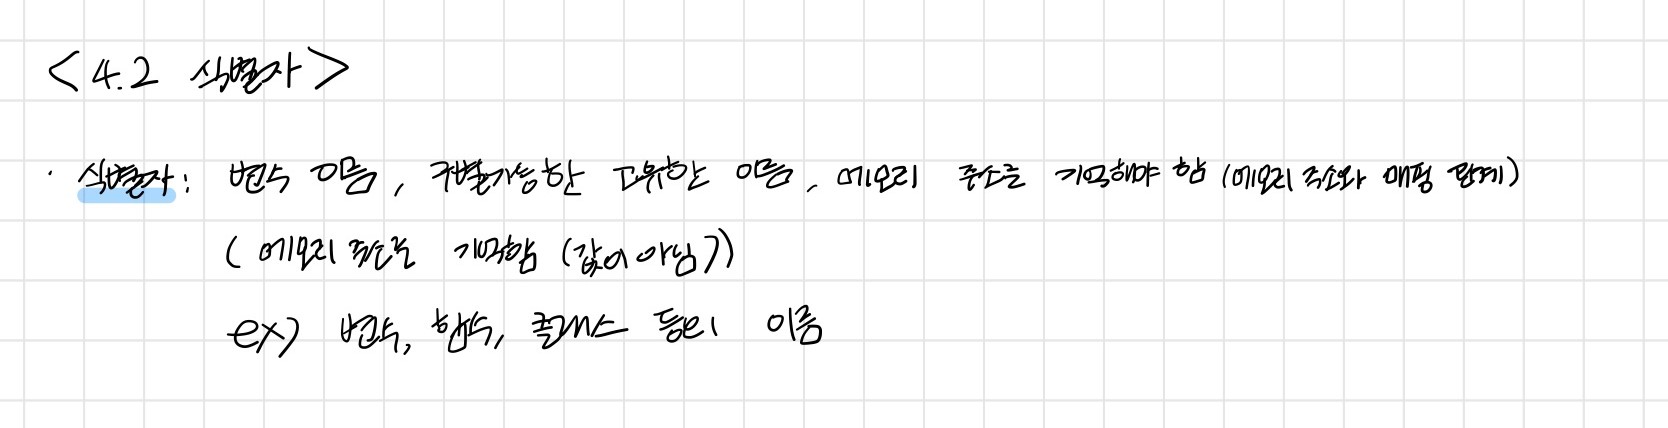 <4.2 식별자>
· 식별자: 변수 이름, 구별가능한 고유한 이름, 메모리 주소를 기억해야 함 (메모리 주소와 매핑 관계)
(메모리 주소를 기억함 (값이 아님))
ex) 변수, 함수, 클래스 등의 이름